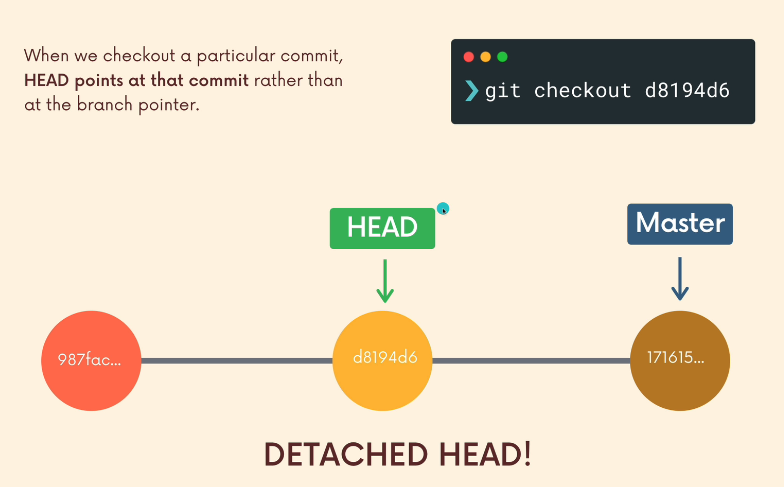 When we checkout a particular commit,
HEAD points at that commit rather than
at the branch pointer.
❯ git checkout d8194d6
HEAD
Master
987fac...
d8194d6
171615...
DETACHED HEAD!